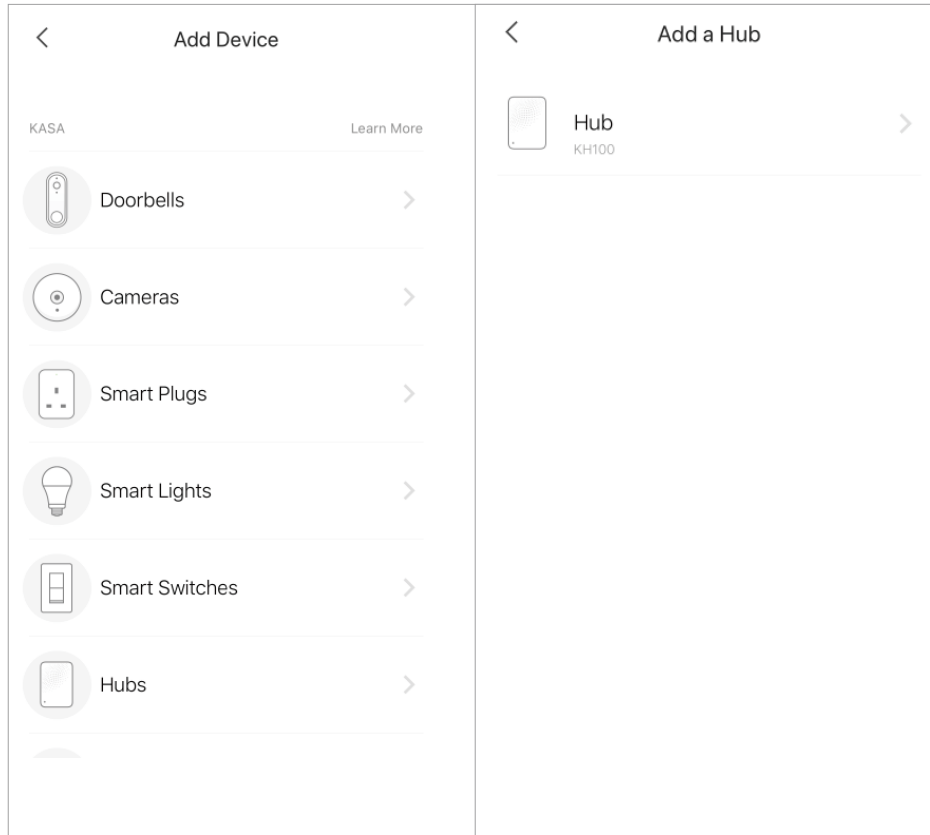 Add Device
KASA Learn More
Doorbells
Cameras
Smart Plugs
Smart Lights
Smart Switches
Hubs
Add a Hub
Hub
KH100